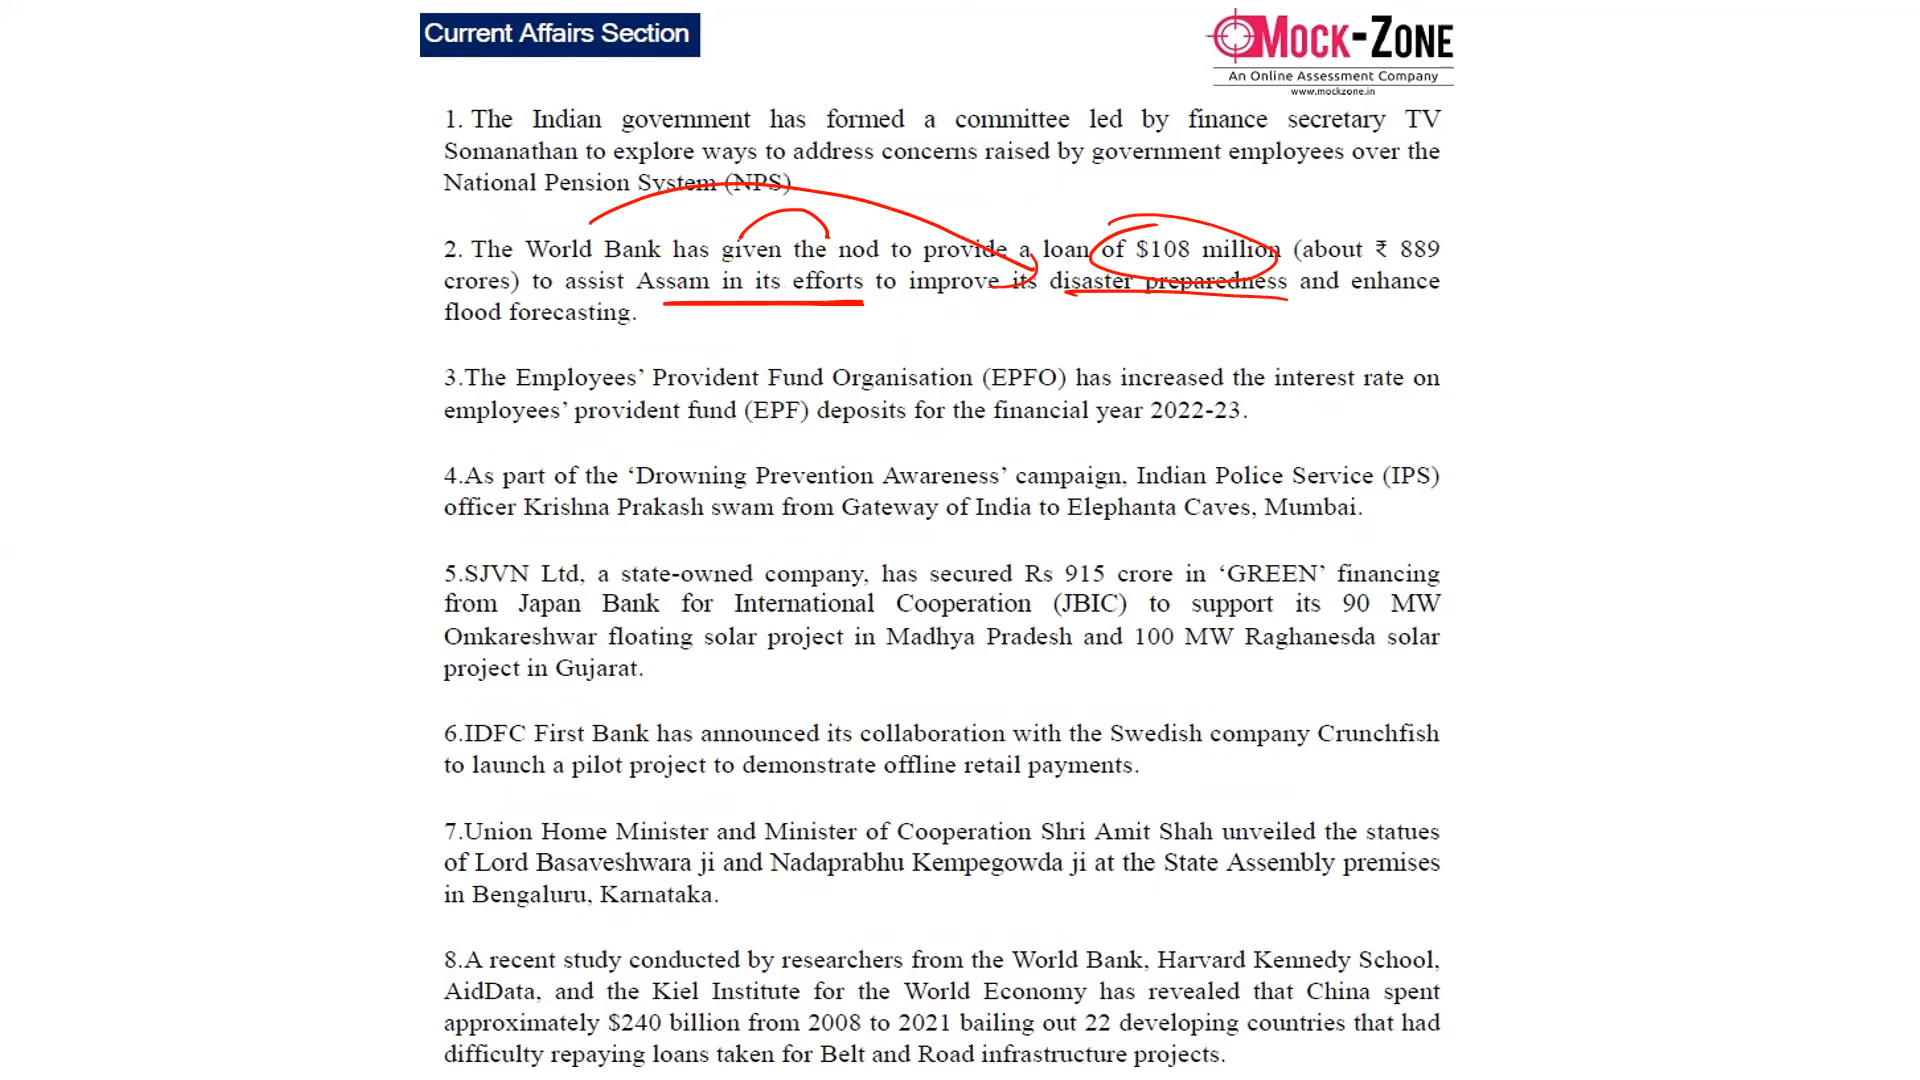 Current Affairs Section
MOCK-ZONE
An Online Assessment Company
www.mockzone.in
1. The Indian government has formed a committee led by finance secretary TV
Somanathan to explore ways to address concerns raised by government employees over the
National Pension System (NPS)
2. The World Bank has given the nod to provide a loan of $108 million (about ₹ 889
crores) to assist Assam in its efforts to improve its disaster preparedness and enhance
flood forecasting.
3.The Employees’ Provident Fund Organisation (EPFO) has increased the interest rate on
employees’ provident fund (EPF) deposits for the financial year 2022-23.
4.As part of the ‘Drowning Prevention Awareness’ campaign, Indian Police Service (IPS)
officer Krishna Prakash swam from Gateway of India to Elephanta Caves, Mumbai.
5.SJVN Ltd, a state-owned company, has secured Rs 915 crore in ‘GREEN’ financing
from Japan Bank for International Cooperation (JBIC) to support its 90 MW
Omkareshwar floating solar project in Madhya Pradesh and 100 MW Raghanesda solar
project in Gujarat.
6.IDFC First Bank has announced its collaboration with the Swedish company Crunchfish
to launch a pilot project to demonstrate offline retail payments.
7.Union Home Minister and Minister of Cooperation Shri Amit Shah unveiled the statues
of Lord Basaveshwara ji and Nadaprabhu Kempegowda ji at the State Assembly premises
in Bengaluru, Karnataka.
8.A recent study conducted by researchers from the World Bank, Harvard Kennedy School,
AidData, and the Kiel Institute for the World Economy has revealed that China spent
approximately $240 billion from 2008 to 2021 bailing out 22 developing countries that had
difficulty repaying loans taken for Belt and Road infrastructure projects.